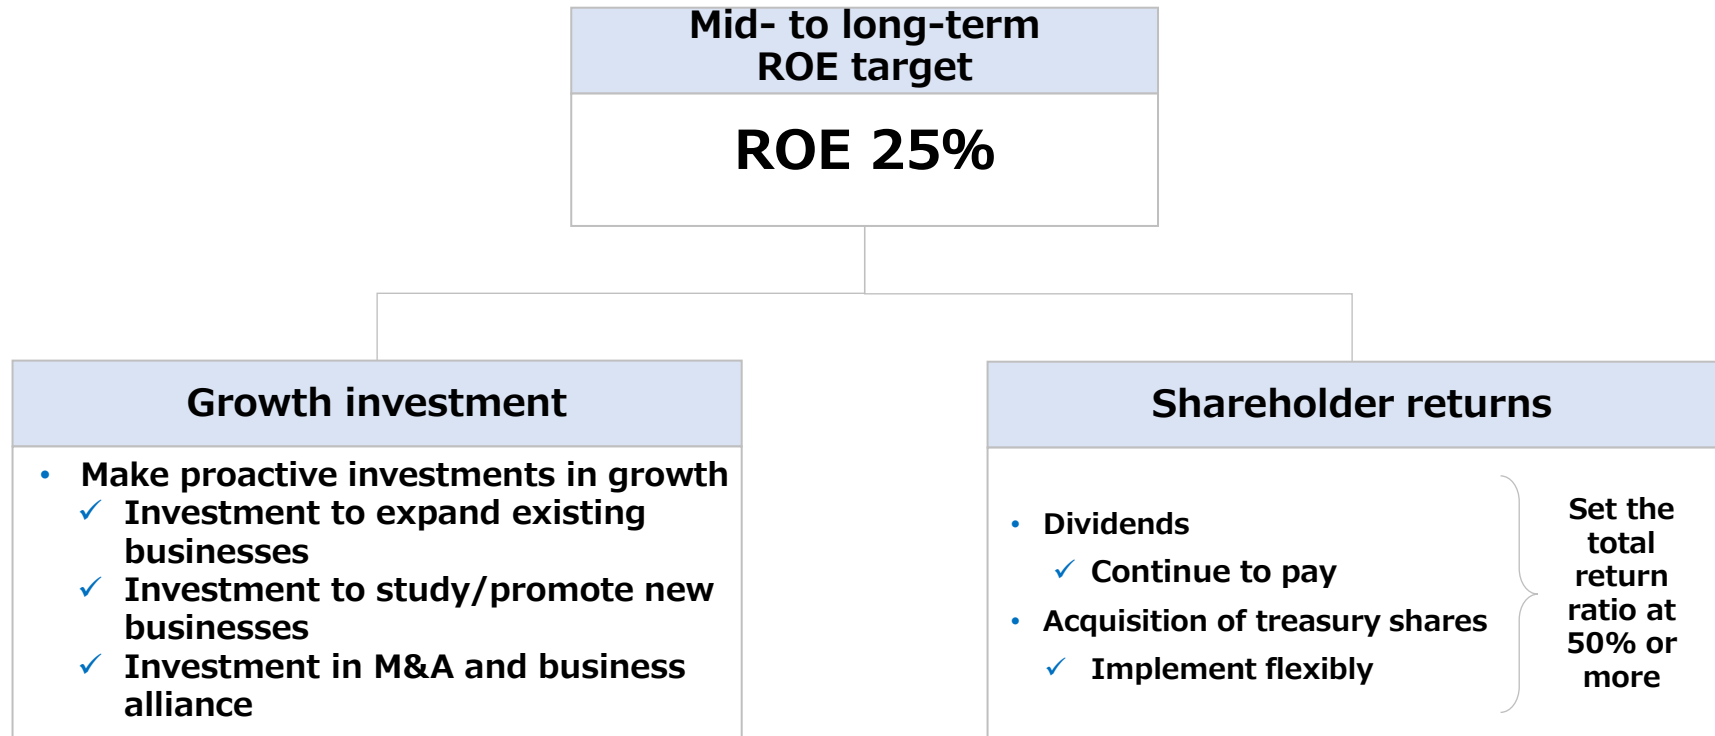 Mid- to long-term
ROE target
ROE 25%
Growth investment
• Make proactive investments in growth
✓ Investment to expand existing
businesses
✓ Investment to study/promote new
businesses
✓ Investment in M&A and business
alliance
Shareholder returns
• Dividends
✓ Continue to pay
• Acquisition of treasury shares
✓ Implement flexibly
Set the
total
return
ratio at
50% or
more